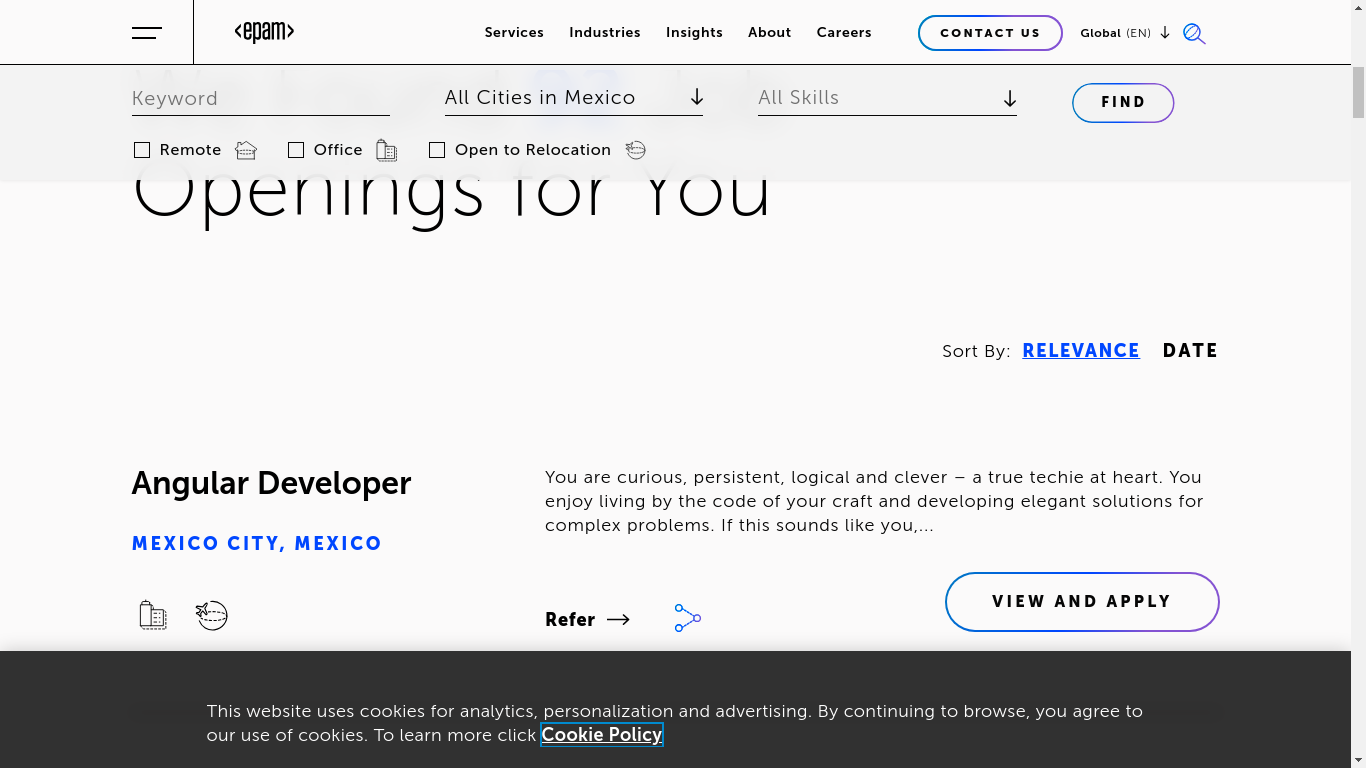 <epam>
Services Industries Insights About Careers CONTACT US Global (EN)
Keyword All Cities in Mexico All Skills FIND
Remote Office Open to Relocation
Openings for You
Sort By: RELEVANCE DATE
Angular Developer
You are curious, persistent, logical and clever – a true techie at heart. You
enjoy living by the code of your craft and developing elegant solutions for
complex problems. If this sounds like you,...
MEXICO CITY, MEXICO
Refer
VIEW AND APPLY
This website uses cookies for analytics, personalization and advertising. By continuing to browse, you agree to
our use of cookies. To learn more click Cookie Policy